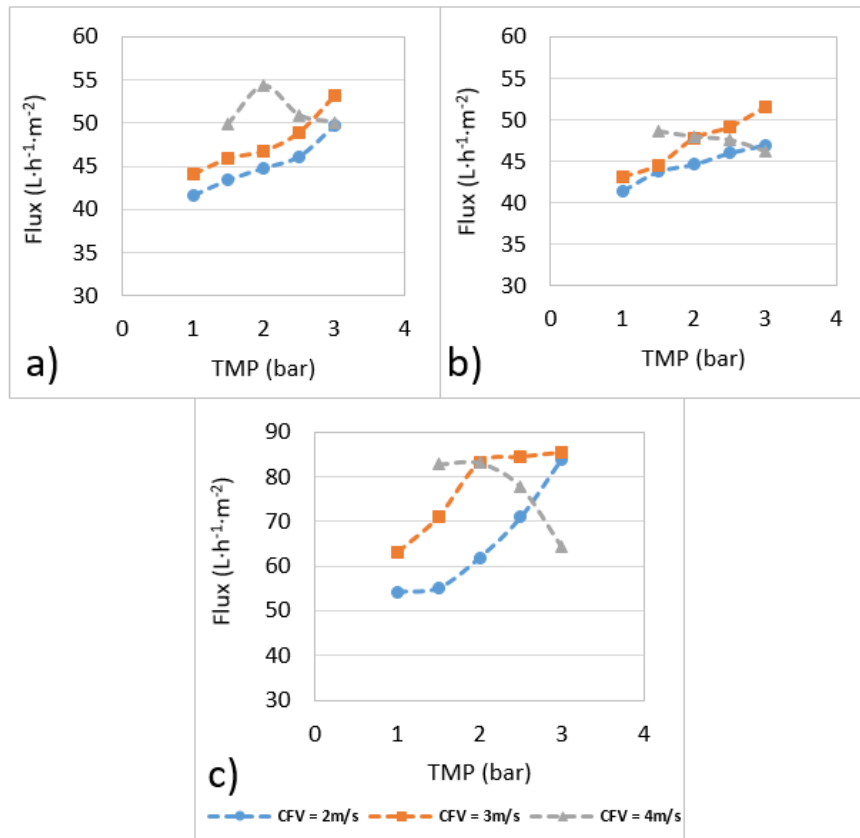 60
55
50
45
40
35
30
Flux (L·h⁻¹·m⁻²)
0 1 2 3 4
TMP (bar)
a)
60
55
50
45
40
35
30
Flux (L·h⁻¹·m⁻²)
0 1 2 3 4
TMP (bar)
b)
90
80
70
60
50
40
30
Flux (L·h⁻¹·m⁻²)
0 1 2 3 4
TMP (bar)
c)
CFV = 2m/s CFV = 3m/s CFV = 4m/s